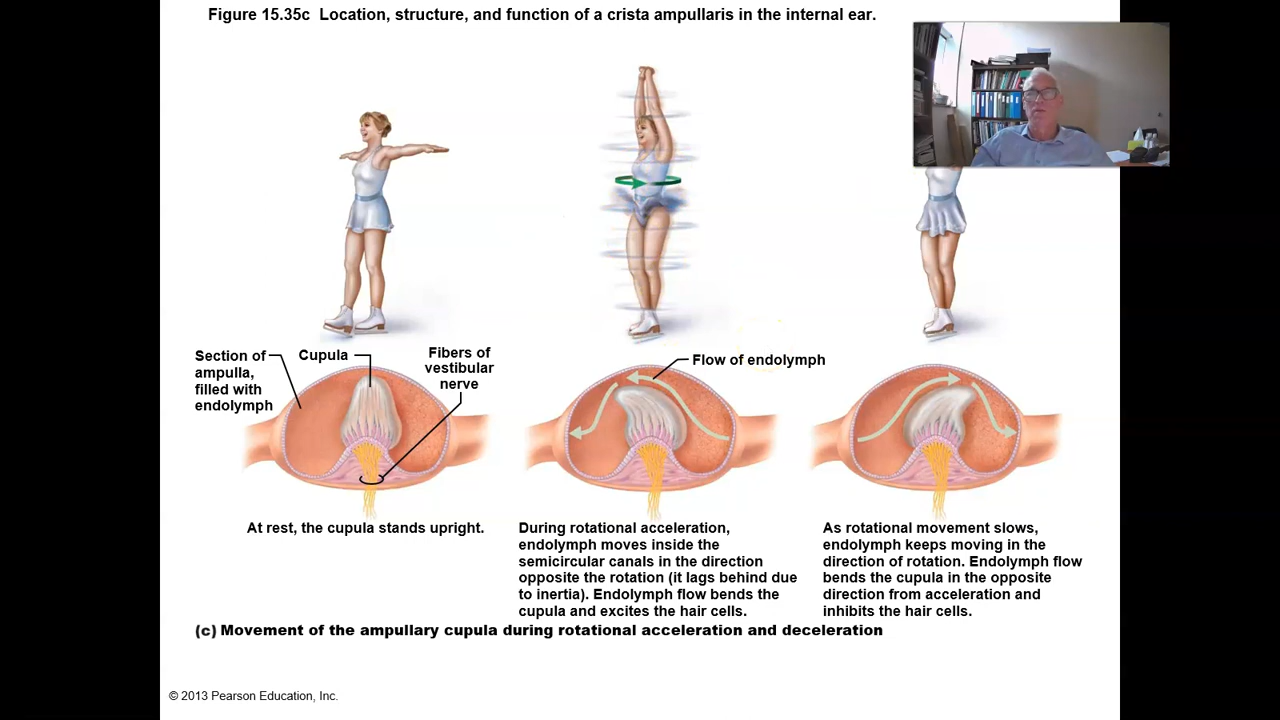 Figure 15.35c Location, structure, and function of a crista ampullaris in the internal ear.
Section of
ampulla,
filled with
endolymph
Cupula
Fibers of
vestibular
nerve
Flow of endolymph
At rest, the cupula stands upright.
During rotational acceleration,
endolymph moves inside the
semicircular canals in the direction
opposite the rotation (it lags behind due
to inertia). Endolymph flow bends the
cupula and excites the hair cells.
As rotational movement slows,
endolymph keeps moving in the
direction of rotation. Endolymph flow
bends the cupula in the opposite
direction from acceleration and
inhibits the hair cells.
(c) Movement of the ampullary cupula during rotational acceleration and deceleration
© 2013 Pearson Education, Inc.